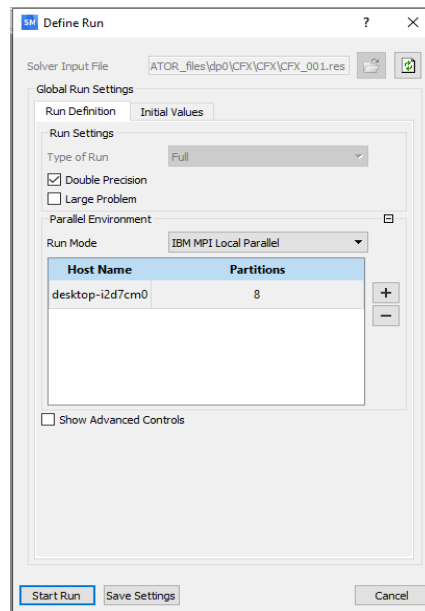 SM Define Run ? ×
Solver Input File ATOR_files\dp0\CFX\CFX\CFX_001.res
Global Run Settings
Run Definition Initial Values
Run Settings
Type of Run Full
Double Precision
Large Problem
Parallel Environment
Run Mode IBM MPI Local Parallel
Host Name Partitions
desktop-i2d7cm0 8
+
−
Show Advanced Controls
Start Run Save Settings Cancel